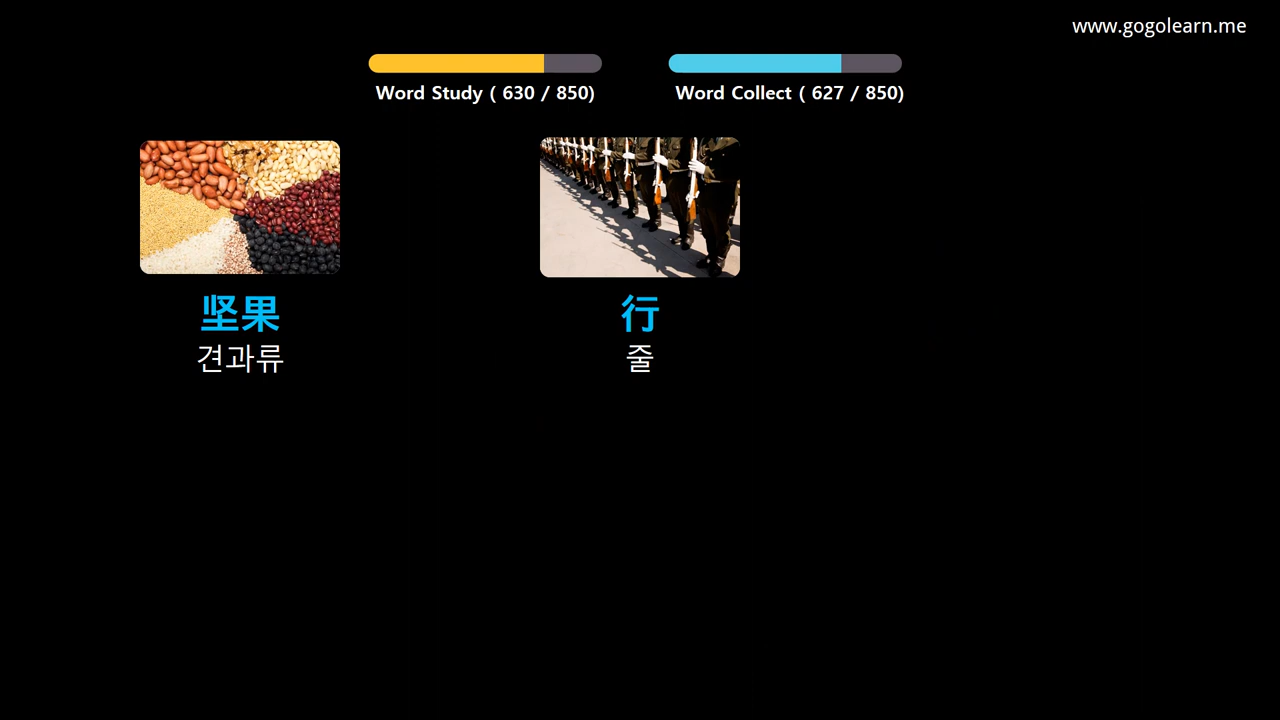 www.gogolearn.me
Word Study ( 630 / 850)
Word Collect ( 627 / 850)
坚果
견과류
行
줄